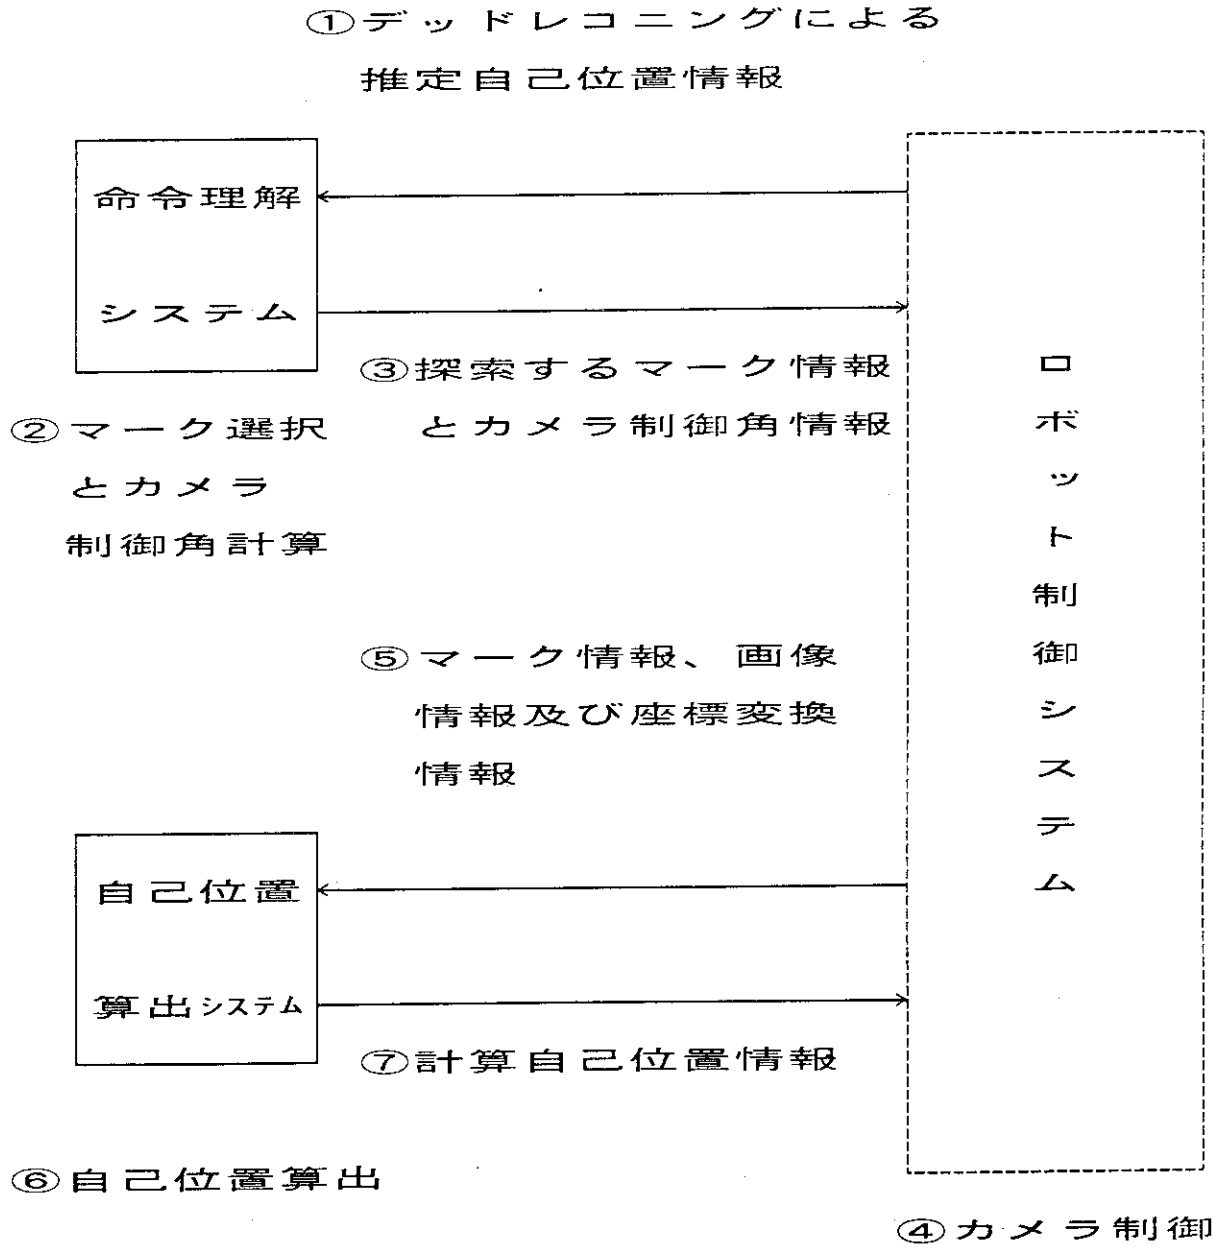 ①デッドレコニングによる
推定自己位置情報
命令理解
システム
③探索するマーク情報
とカメラ制御角情報
②マーク選択
とカメラ
制御角計算
ロボット制御システム
⑤マーク情報、画像
情報及び座標変換
情報
自己位置
算出システム
⑦計算自己位置情報
⑥自己位置算出
④カメラ制御